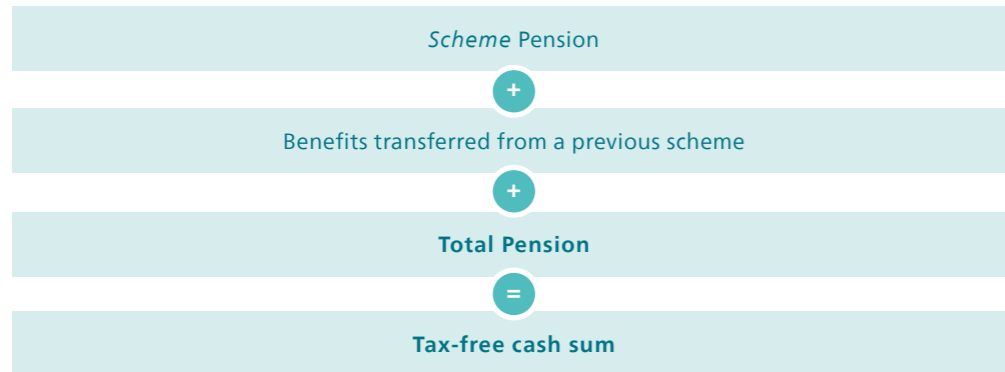 Scheme Pension
+
Benefits transferred from a previous scheme
+
Total Pension
=
Tax-free cash sum